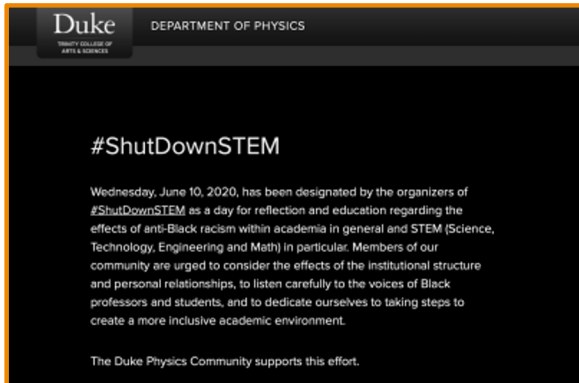 Duke
TRINITY COLLEGE OF
ARTS & SCIENCES
DEPARTMENT OF PHYSICS
#ShutDownSTEM
Wednesday, June 10, 2020, has been designated by the organizers of
#ShutDownSTEM as a day for reflection and education regarding the
effects of anti-Black racism within academia in general and STEM (Science,
Technology, Engineering and Math) in particular. Members of our
community are urged to consider the effects of the institutional structure
and personal relationships, to listen carefully to the voices of Black
professors and students, and to dedicate ourselves to taking steps to
create a more inclusive academic environment.
The Duke Physics Community supports this effort.